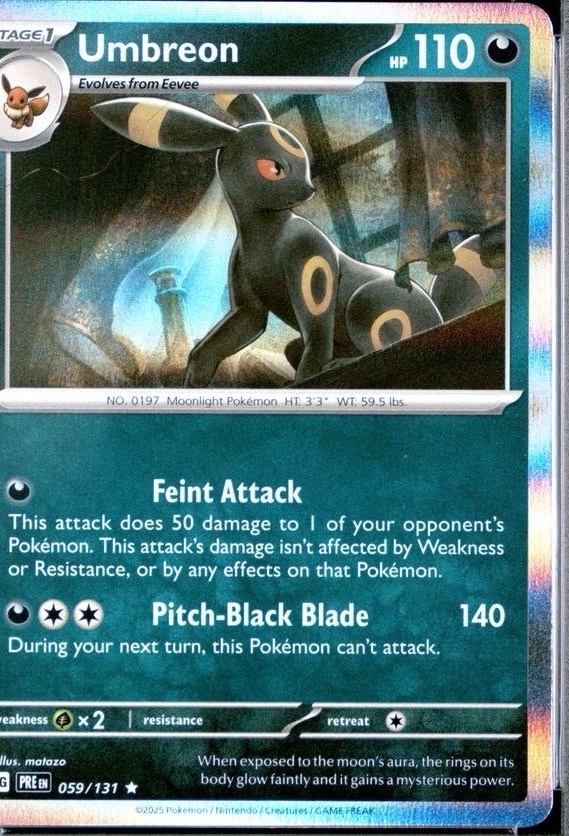 TAGE1
Umbreon
HP 110
Evolves from Eevee
NO. 0197 Moonlight Pokémon HT: 3'3" WT: 59.5 lbs.
Feint Attack
This attack does 50 damage to 1 of your opponent's
Pokémon. This attack's damage isn't affected by Weakness
or Resistance, or by any effects on that Pokémon.
Pitch-Black Blade 140
During your next turn, this Pokémon can't attack.
eakness ×2 resistance retreat
llus. matazo
When exposed to the moon's aura, the rings on its
body glow faintly and it gains a mysterious power.
G PRE EN 059/131 ★
©2025 Pokémon / Nintendo / Creatures / GAME FREAK